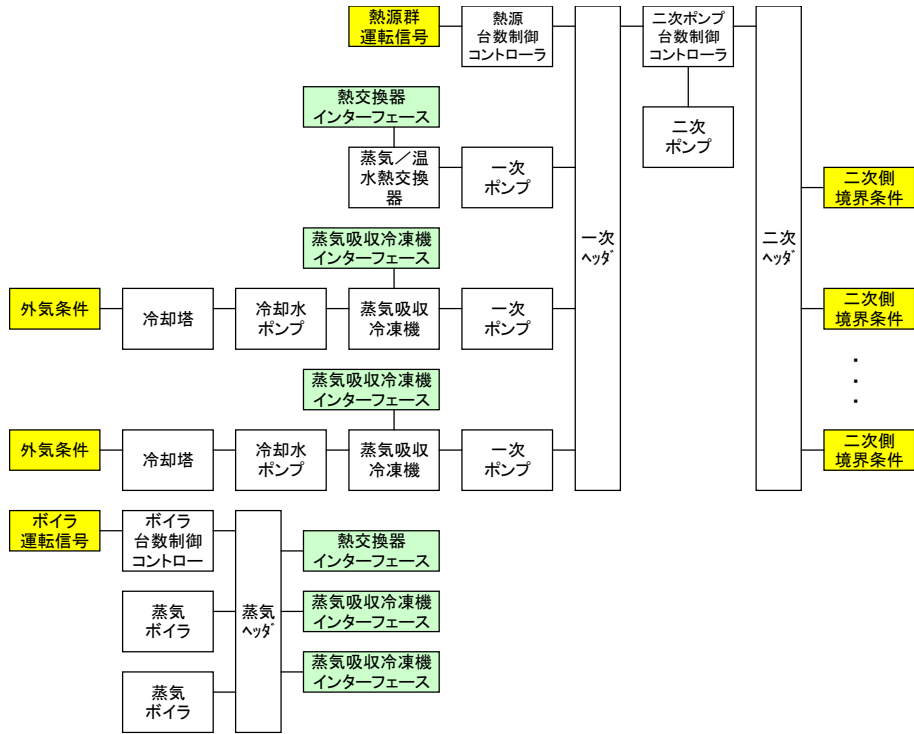 熱源群
運転信号
熱源
台数制御
コントローラ
二次ポンプ
台数制御
コントローラ
熱交換器
インターフェース
二次
ポンプ
蒸気／温
水熱交換
器
一次
ポンプ
二次側
境界条件
一次
ヘッダ
二次
ヘッダ
蒸気吸収冷凍機
インターフェース
外気条件
冷却塔
冷却水
ポンプ
蒸気吸収
冷凍機
一次
ポンプ
二次側
境界条件
・
・
・
蒸気吸収冷凍機
インターフェース
外気条件
冷却塔
冷却水
ポンプ
蒸気吸収
冷凍機
一次
ポンプ
二次側
境界条件
ボイラ
運転信号
ボイラ
台数制御
コントロー
熱交換器
インターフェース
蒸気
ボイラ
蒸気
ヘッダ
蒸気吸収冷凍機
インターフェース
蒸気吸収冷凍機
インターフェース
蒸気
ボイラ